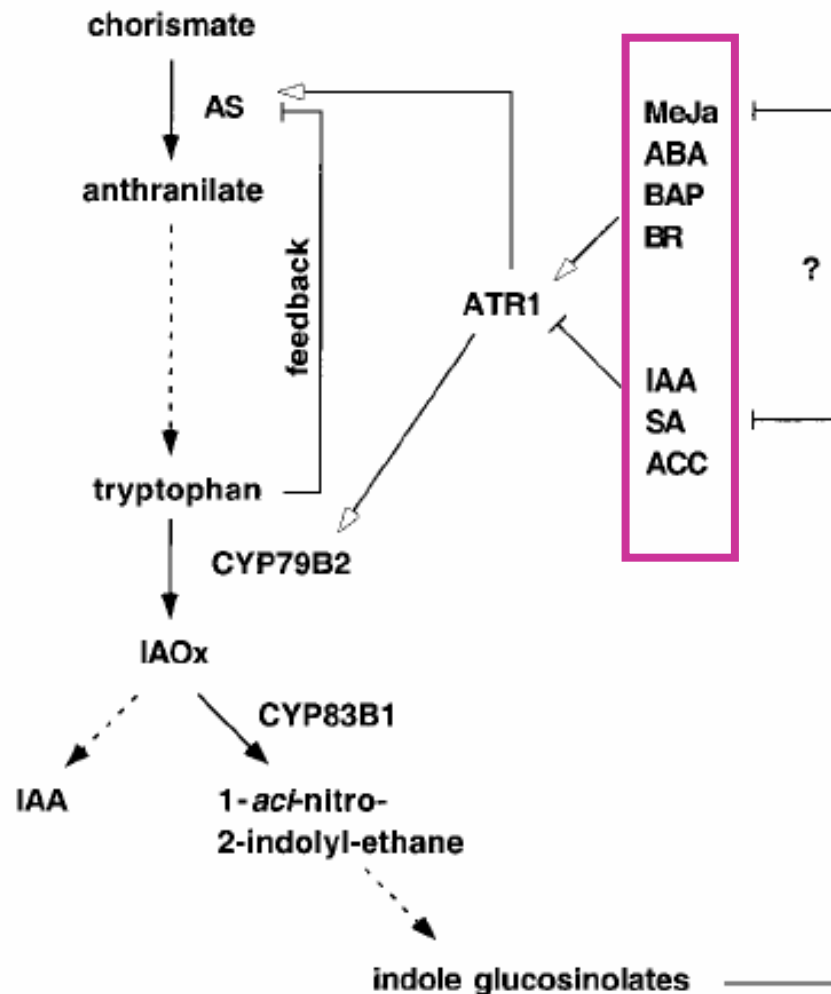 chorismate
AS
anthranilate
feedback
tryptophan
CYP79B2
IAOx
CYP83B1
IAA
1-aci-nitro-
2-indolyl-ethane
indole glucosinolates
ATR1
MeJa
ABA
BAP
BR
IAA
SA
ACC
?